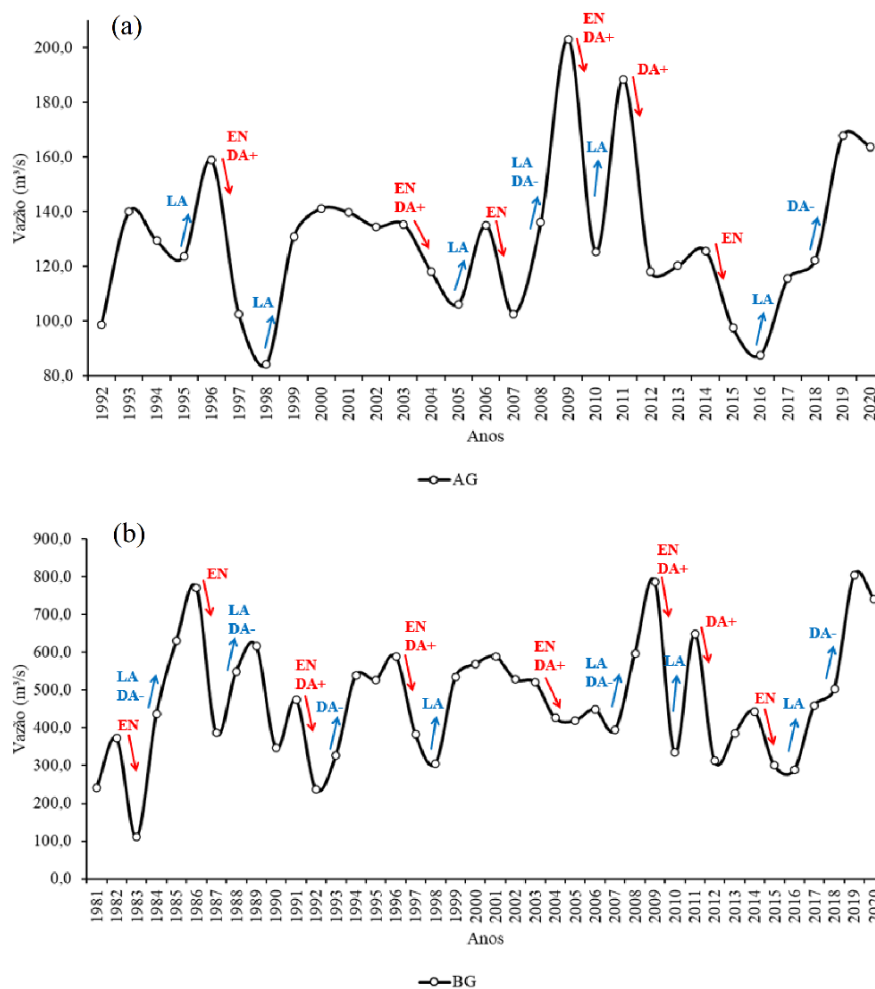 (a)
Vazão (m³/s)
200,0
180,0
160,0
140,0
120,0
100,0
80,0
LA
EN
DA+
LA
EN
DA+
LA
EN
LA
DA-
EN
DA+
LA
DA+
EN
LA
DA-
1992 1993 1994 1995 1996 1997 1998 1999 2000 2001 2002 2003 2004 2005 2006 2007 2008 2009 2010 2011 2012 2013 2014 2015 2016 2017 2018 2019 2020
Anos
AG
(b)
Vazão (m³/s)
900,0
800,0
700,0
600,0
500,0
400,0
300,0
200,0
100,0
0,0
EN
LA
DA-
EN
LA
DA-
EN
DA+
DA-
EN
DA+
LA
EN
DA+
LA
DA-
EN
DA+
LA
DA+
EN
LA
DA-
1981 1982 1983 1984 1985 1986 1987 1988 1989 1990 1991 1992 1993 1994 1995 1996 1997 1998 1999 2000 2001 2002 2003 2004 2005 2006 2007 2008 2009 2010 2011 2012 2013 2014 2015 2016 2017 2018 2019 2020
Anos
BG